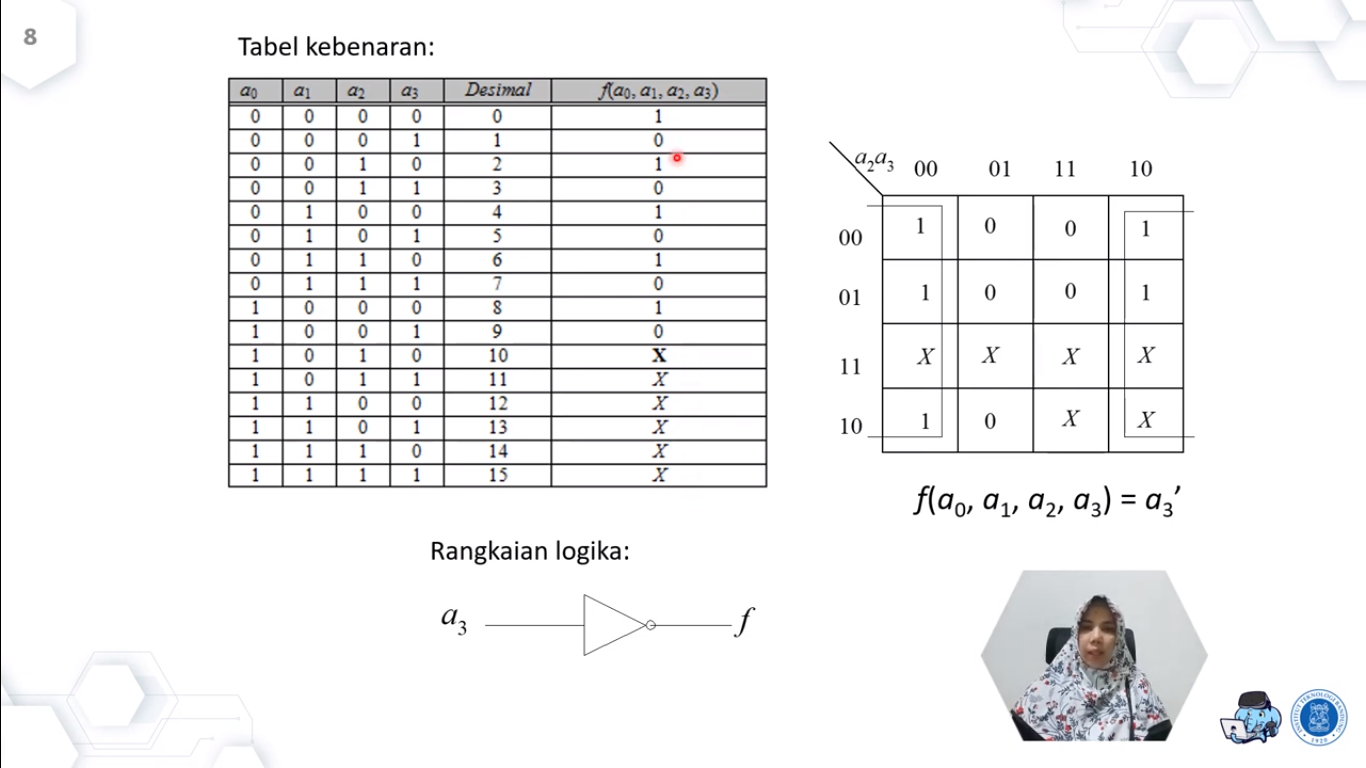 8
Tabel kebenaran:
a₀ a₁ a₂ a₃ Desimal f(a₀, a₁, a₂, a₃)
0 0 0 0 0 1
0 0 0 1 1 0
0 0 1 0 2 1
0 0 1 1 3 0
0 1 0 0 4 1
0 1 0 1 5 0
0 1 1 0 6 1
0 1 1 1 7 0
1 0 0 0 8 1
1 0 0 1 9 0
1 0 1 0 10 X
1 0 1 1 11 X
1 1 0 0 12 X
1 1 0 1 13 X
1 1 1 0 14 X
1 1 1 1 15 X
a₂a₃ 00 01 11 10
00 1 0 0 1
01 1 0 0 1
11 X X X X
10 1 0 X X
f(a₀, a₁, a₂, a₃) = a₃′
Rangkaian logika:
a₃ f
INSTITUT TEKNOLOGI BANDUNG
1920